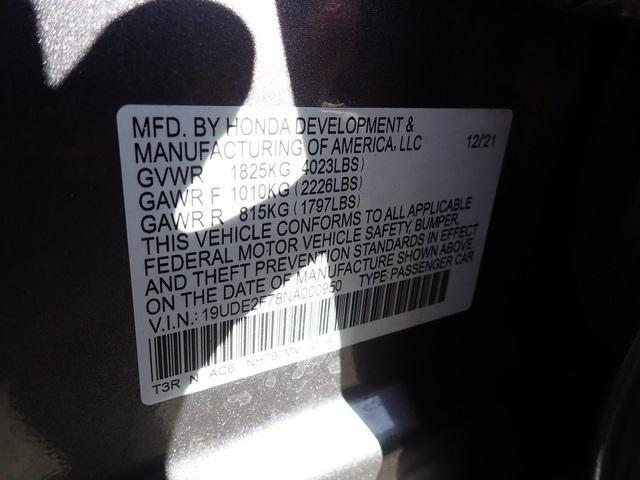 MFD. BY HONDA DEVELOPMENT &
MANUFACTURING OF AMERICA, LLC 12/21
GVWR 1825KG (4023LBS)
GAWR F 1010KG (2226LBS)
GAWR R 815KG (1797LBS)
THIS VEHICLE CONFORMS TO ALL APPLICABLE
FEDERAL MOTOR VEHICLE SAFETY, BUMPER,
AND THEFT PREVENTION STANDARDS IN EFFECT
ON THE DATE OF MANUFACTURE SHOWN ABOVE.
V.I.N.: 19UDE2F78NA000950 TYPE: PASSENGER CAR
T3R N AC6